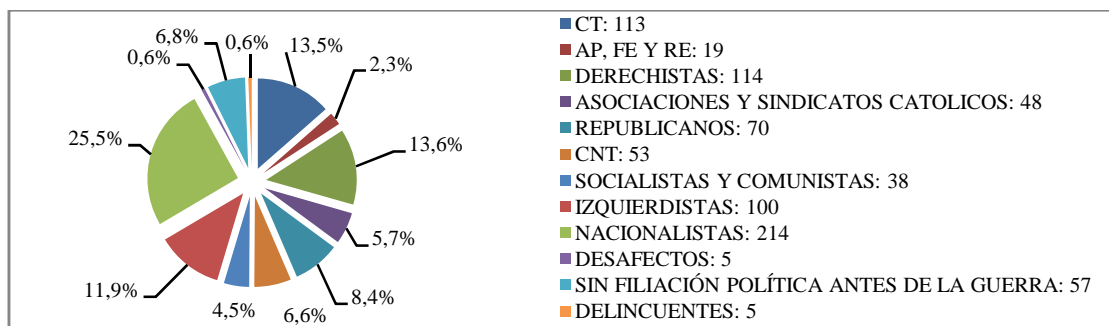 0,6%
6,8%
0,6%
13,5%
2,3%
13,6%
5,7%
8,4%
6,6%
4,5%
11,9%
25,5%
CT: 113
AP, FE Y RE: 19
DERECHISTAS: 114
ASOCIACIONES Y SINDICATOS CATOLICOS: 48
REPUBLICANOS: 70
CNT: 53
SOCIALISTAS Y COMUNISTAS: 38
IZQUIERDISTAS: 100
NACIONALISTAS: 214
DESAFECTOS: 5
SIN FILIACIÓN POLÍTICA ANTES DE LA GUERRA: 57
DELINCUENTES: 5